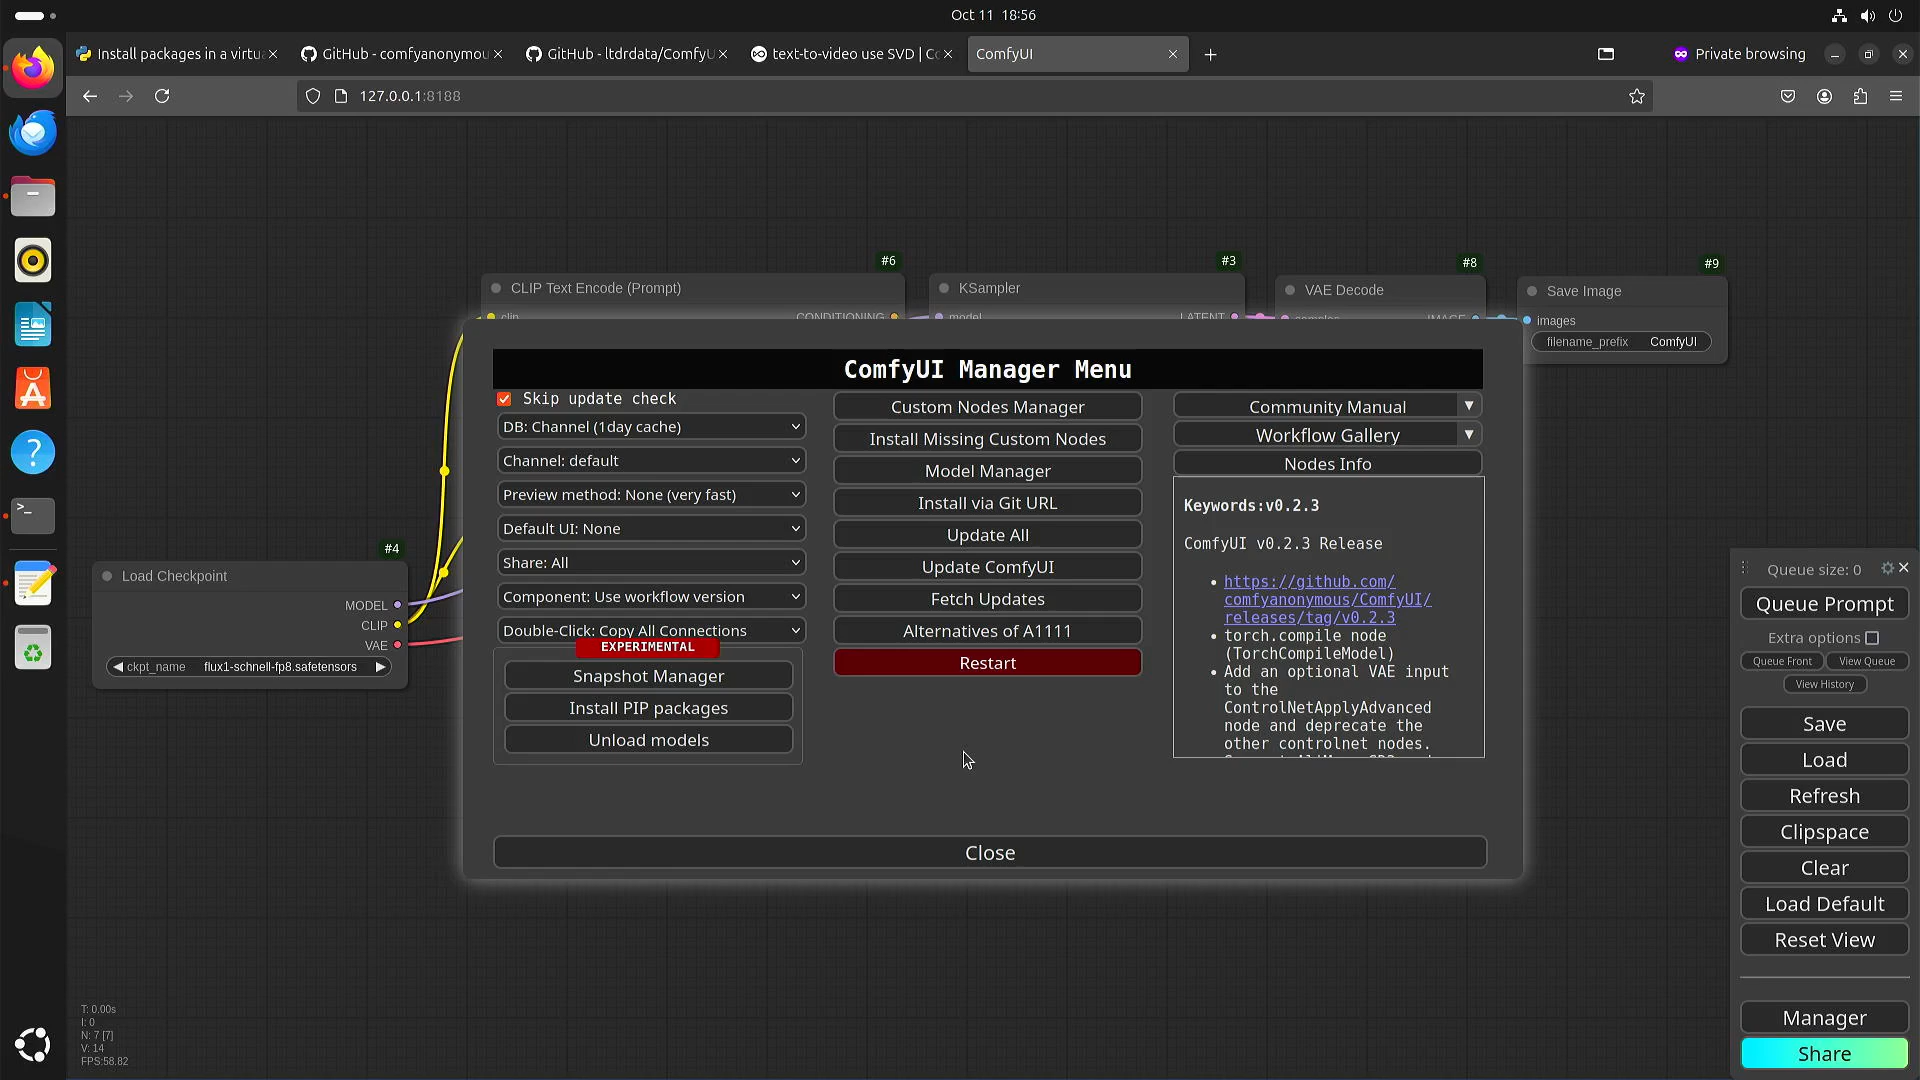 Oct 11 18:56
Install packages in a virtua
GitHub - comfyanonymou
GitHub - ltdrdata/ComfyU
text-to-video use SVD | Co
ComfyUI
Private browsing
127.0.0.1:8188
#6
#3
#8
#9
CLIP Text Encode (Prompt)
KSampler
VAE Decode
Save Image
clip
CONDITIONING
model
LATENT
samples
IMAGE
images
filename_prefix ComfyUI
ComfyUI Manager Menu
Skip update check
DB: Channel (1day cache)
Channel: default
Preview method: None (very fast)
Default UI: None
Share: All
Component: Use workflow version
Double-Click: Copy All Connections
EXPERIMENTAL
Snapshot Manager
Install PIP packages
Unload models
Custom Nodes Manager
Install Missing Custom Nodes
Model Manager
Install via Git URL
Update All
Update ComfyUI
Fetch Updates
Alternatives of A1111
Restart
Community Manual
Workflow Gallery
Nodes Info
Keywords:v0.2.3
ComfyUI v0.2.3 Release
https://github.com/
comfyanonymous/ComfyUI/
releases/tag/v0.2.3
torch.compile node
(TorchCompileModel)
Add an optional VAE input
to the
ControlNetApplyAdvanced
node and deprecate the
other controlnet nodes.
Close
#4
Load Checkpoint
MODEL
CLIP
VAE
ckpt_name flux1-schnell-fp8.safetensors
Queue size: 0
Queue Prompt
Extra options
Queue Front
View Queue
View History
Save
Load
Refresh
Clipspace
Clear
Load Default
Reset View
Manager
Share
T: 0.00s
I: 0
N: 7 [7]
V: 14
FPS:58.82